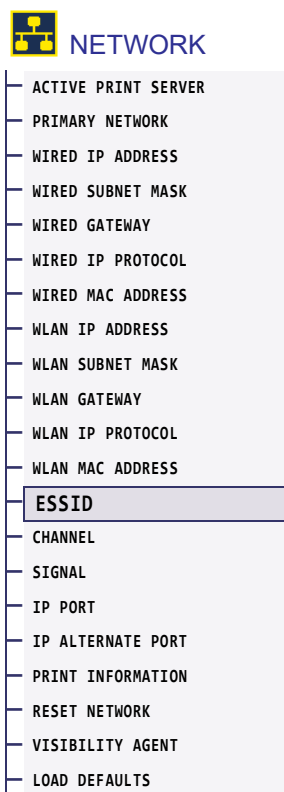 NETWORK
ACTIVE PRINT SERVER
PRIMARY NETWORK
WIRED IP ADDRESS
WIRED SUBNET MASK
WIRED GATEWAY
WIRED IP PROTOCOL
WIRED MAC ADDRESS
WLAN IP ADDRESS
WLAN SUBNET MASK
WLAN GATEWAY
WLAN IP PROTOCOL
WLAN MAC ADDRESS
ESSID
CHANNEL
SIGNAL
IP PORT
IP ALTERNATE PORT
PRINT INFORMATION
RESET NETWORK
VISIBILITY AGENT
LOAD DEFAULTS